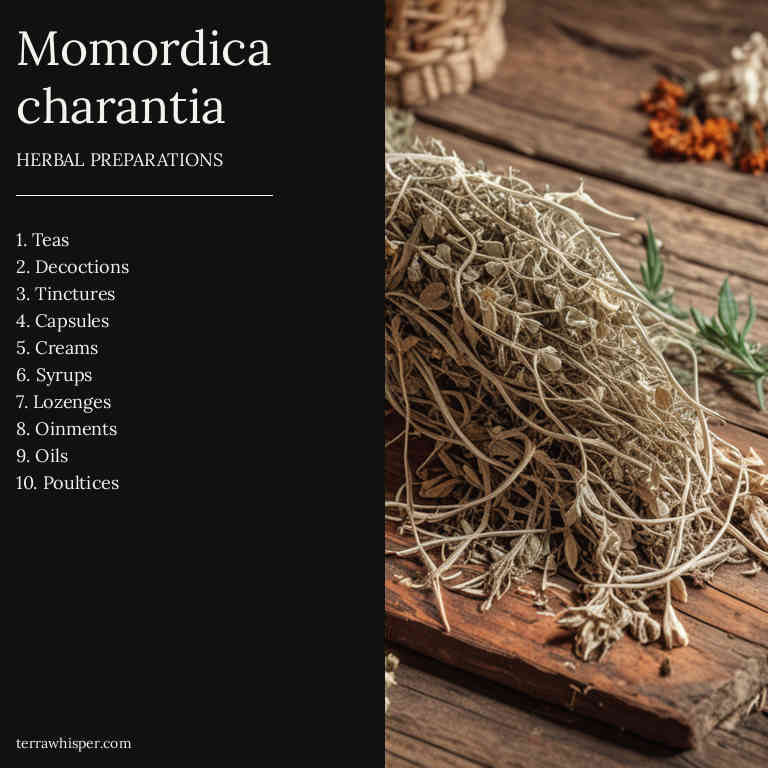 Momordica
charantia
HERBAL PREPARATIONS
1. Teas
2. Decoctions
3. Tinctures
4. Capsules
5. Creams
6. Syrups
7. Lozenges
8. Oinments
9. Oils
10. Poultices
terrawhisper.com